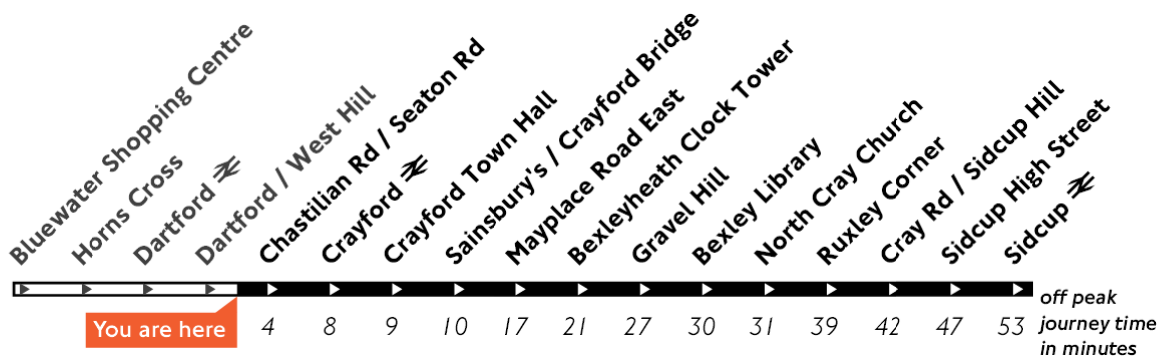 Bluewater Shopping Centre
Horns Cross
Dartford
Dartford / West Hill
Chastilian Rd / Seaton Rd
Crayford
Crayford Town Hall
Sainsbury's / Crayford Bridge
Mayplace Road East
Bexleyheath Clock Tower
Gravel Hill
Bexley Library
North Cray Church
Ruxley Corner
Cray Rd / Sidcup Hill
Sidcup High Street
Sidcup
You are here
4 8 9 10 17 21 27 30 31 39 42 47 53
off peak
journey time
in minutes